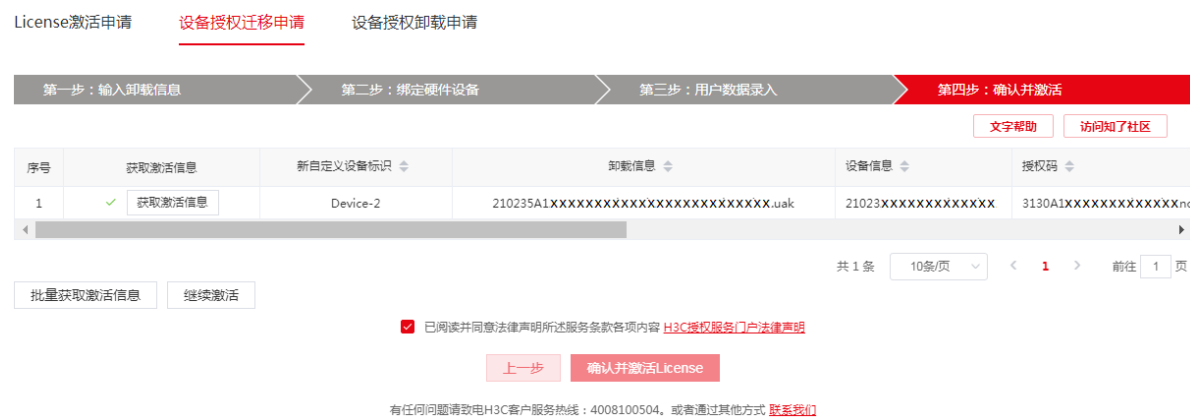 License激活申请 设备授权迁移申请 设备授权卸载申请
第一步：输入卸载信息 第二步：绑定硬件设备 第三步：用户数据录入 第四步：确认并激活
文字帮助 访问知了社区
序号 获取激活信息 新自定义设备标识 卸载信息 设备信息 授权码
1 获取激活信息 Device-2 210235A1XXXXXXXXXXXXXXXXXXXXXXXXX.uak 21023XXXXXXXXXXXXX 3130A1XXXXXXXXXXXXXnc
共 1 条 10条/页 1 前往 1 页
批量获取激活信息 继续激活
已阅读并同意法律声明所述服务条款各项内容 H3C授权服务门户法律声明
上一步 确认并激活License
有任何问题请致电H3C客户服务热线：4008100504。或者通过其他方式 联系我们